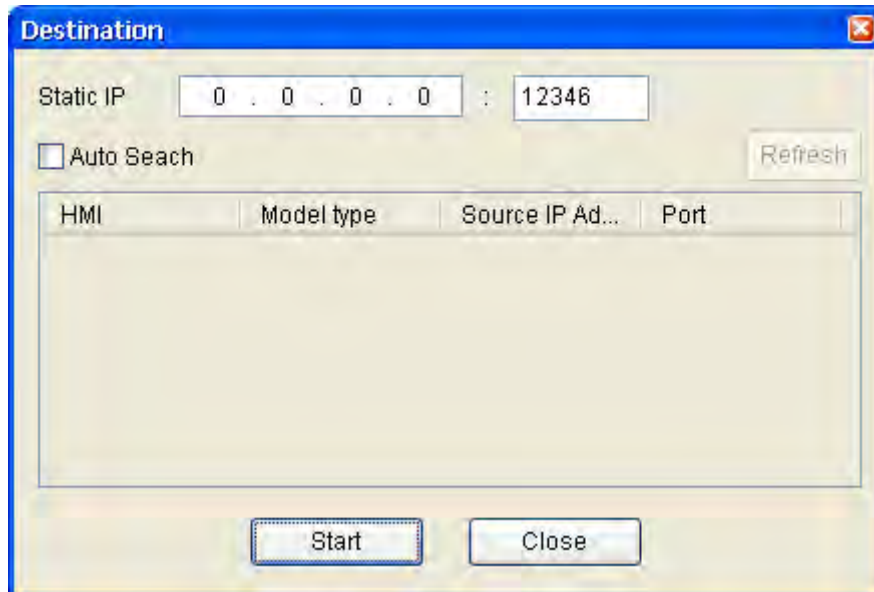 Destination
Static IP 0 . 0 . 0 . 0 : 12346
Auto Seach Refresh
HMI Model type Source IP Ad... Port
Start Close